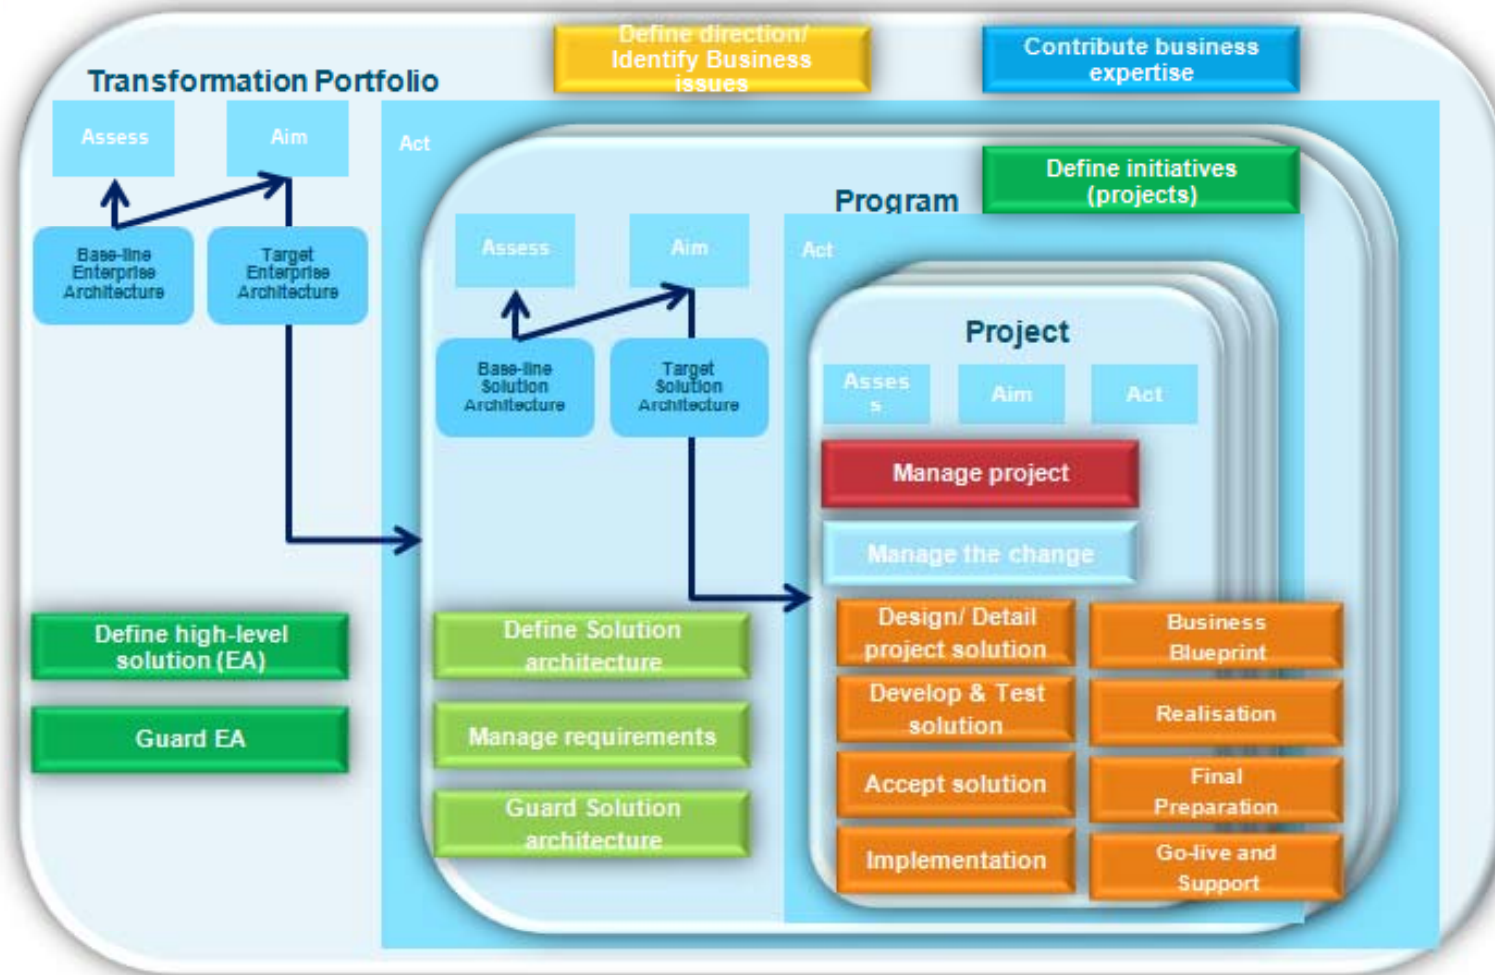 Define direction/
Identify Business
issues
Contribute business
expertise
Transformation Portfolio
Assess
Aim
Act
Define initiatives
(projects)
Program
Base-line
Enterprise
Architecture
Target
Enterprise
Architecture
Assess
Aim
Act
Project
Base-line
Solution
Architecture
Target
Solution
Architecture
Asses
s
Aim
Act
Manage project
Manage the change
Define high-level
solution (EA)
Guard EA
Define Solution
architecture
Manage requirements
Guard Solution
architecture
Design/ Detail
project solution
Business
Blueprint
Develop & Test
solution
Realisation
Accept solution
Final
Preparation
Implementation
Go-live and
Support